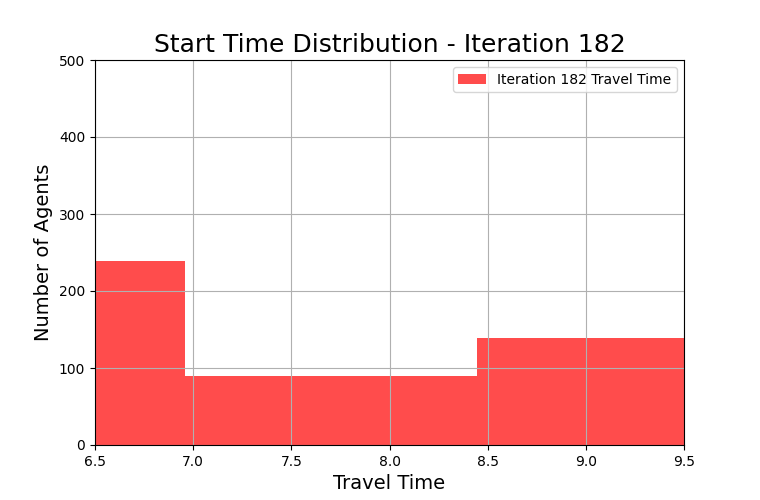 Start Time Distribution - Iteration 182
Iteration 182 Travel Time
Number of Agents
500
400
300
200
100
0
6.5 7.0 7.5 8.0 8.5 9.0 9.5
Travel Time